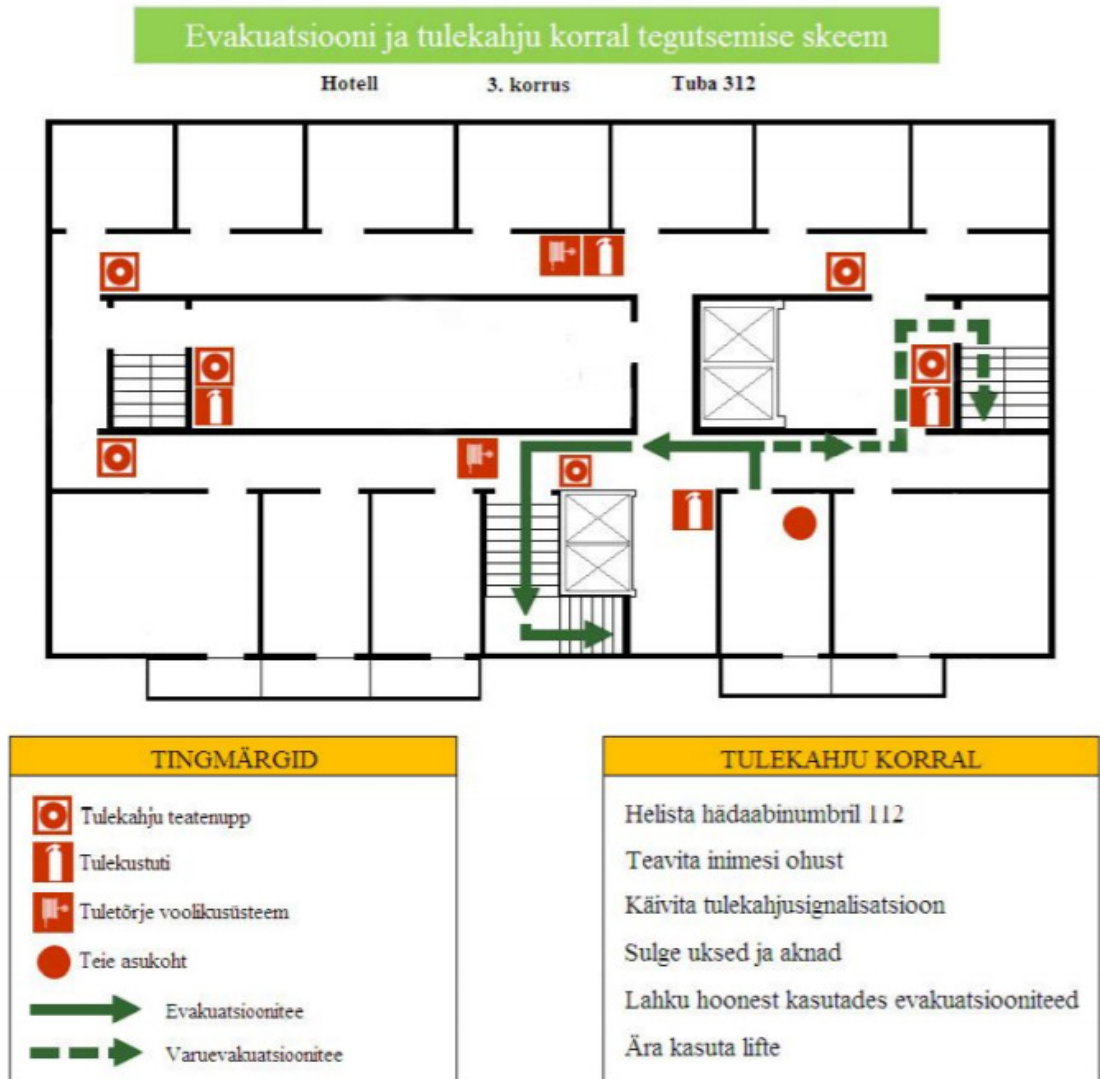 Evakuatsiooni ja tulekahju korral tegutsemise skeem
Hotell 3. korrus Tuba 312
TINGMÄRGID
Tulekahju teatenupp
Tulekustuti
Tuletõrje voolikusüsteem
Teie asukoht
Evakuatsioonitee
Varuevakuatsioonitee
TULEKAHJU KORRAL
Helista hädaabinumbril 112
Teavita inimesi ohust
Käivita tulekahjusignalisatsioon
Sulge uksed ja aknad
Lahku hoonest kasutades evakuatsiooniteed
Ära kasuta lifte